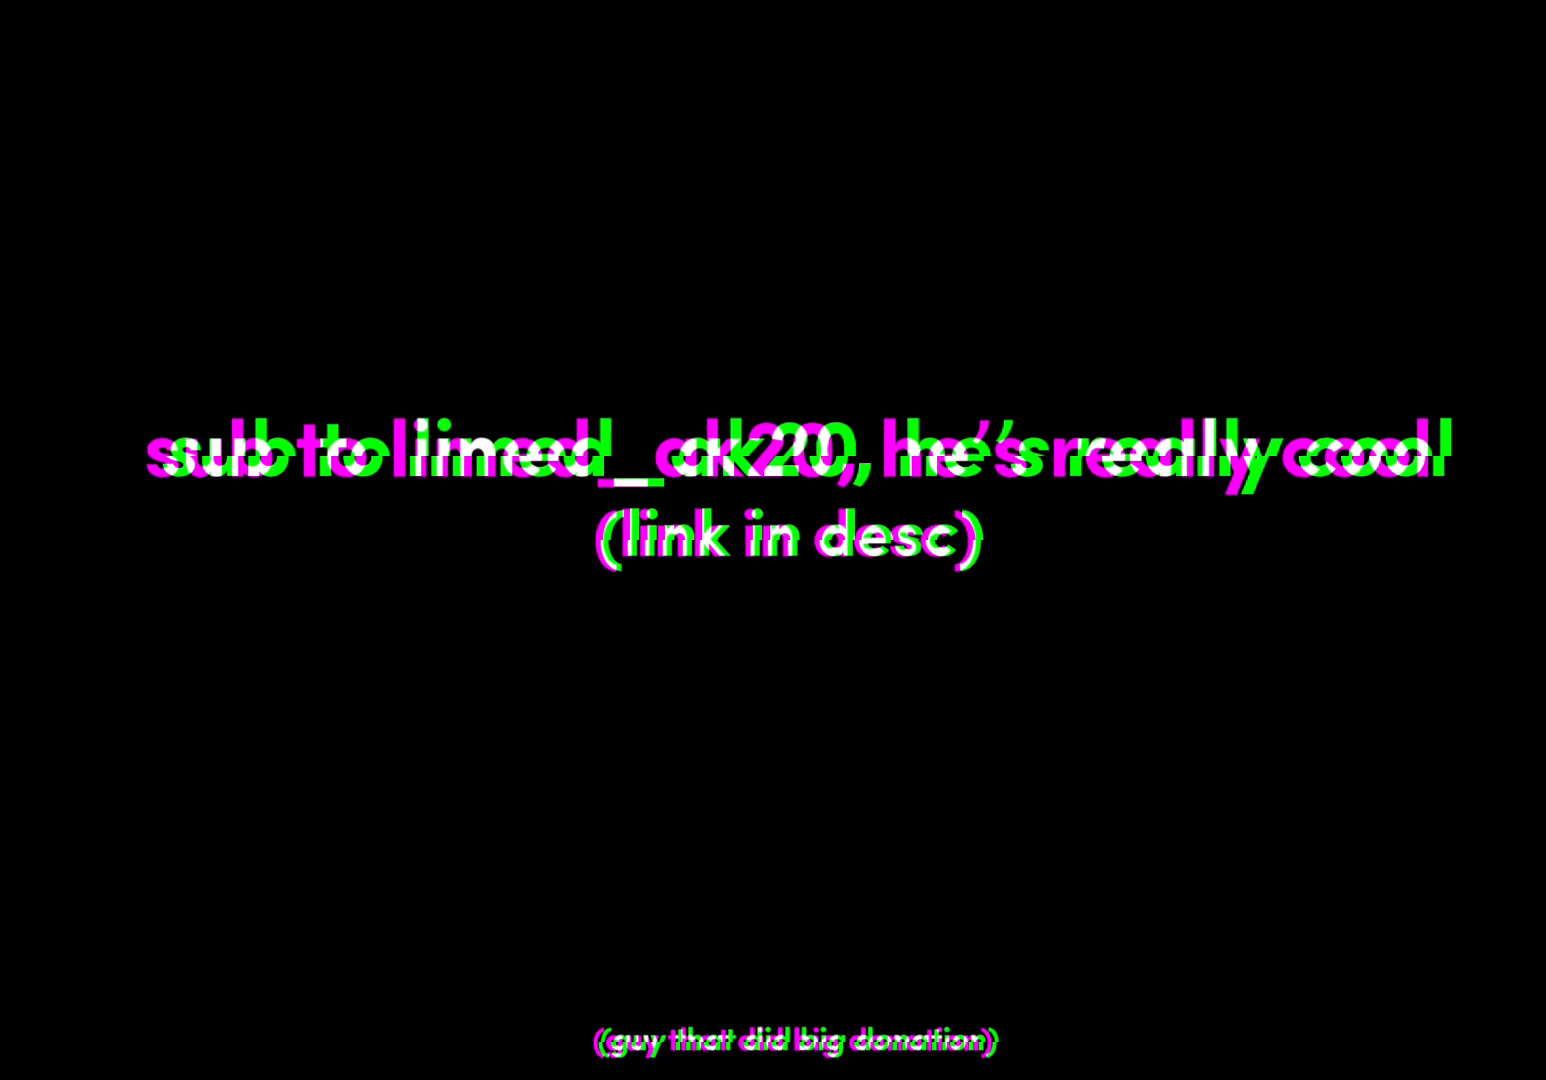 sub to limed_ak20, he's really cool
(link in desc)
(guy that did big donation)